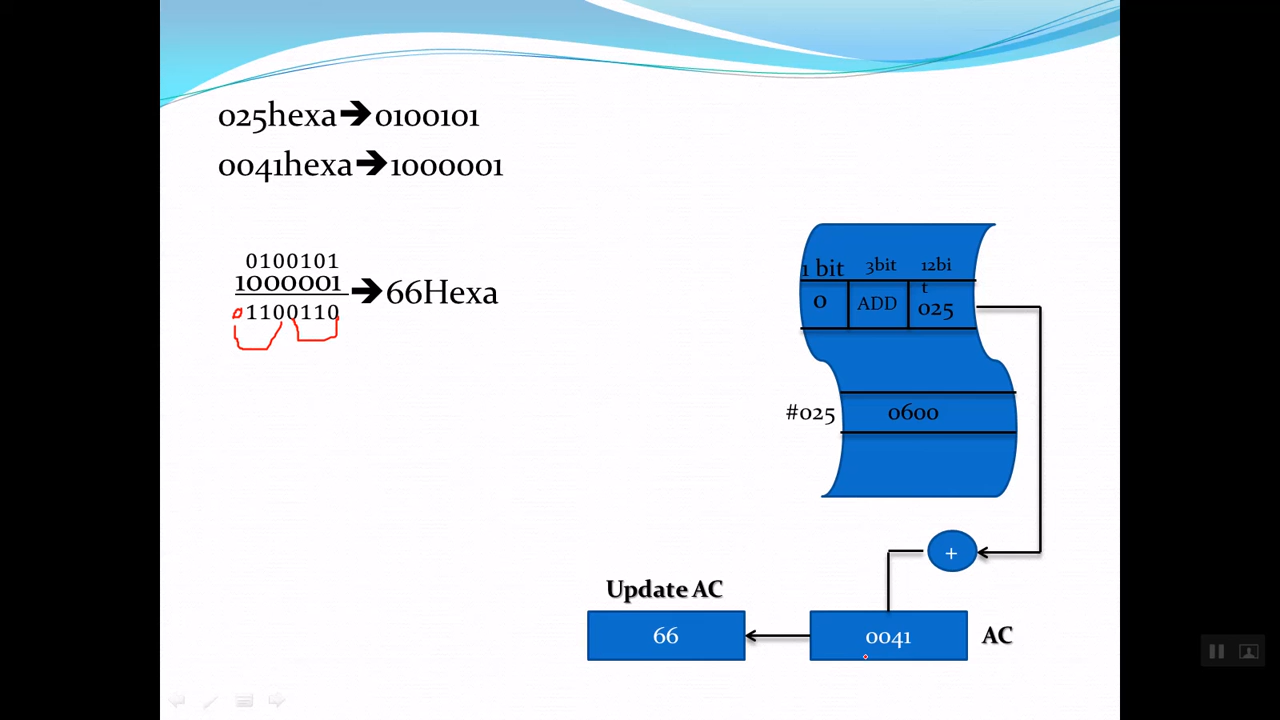 025hexa🡺0100101
0041hexa🡺1000001
0100101
1000001
01100110
🡺66Hexa
1 bit 3bit 12bi
t
0 ADD 025
#025 0600
+
Update AC
66 0041 AC